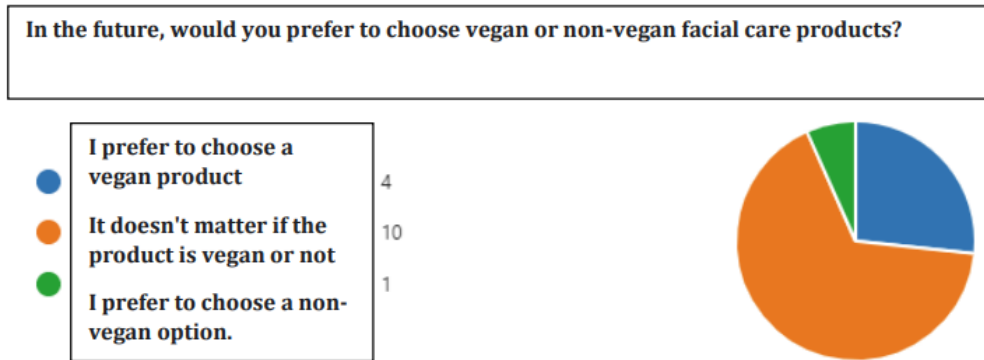 In the future, would you prefer to choose vegan or non-vegan facial care products?
I prefer to choose a
vegan product
4
It doesn't matter if the
product is vegan or not
10
I prefer to choose a non-
vegan option.
1